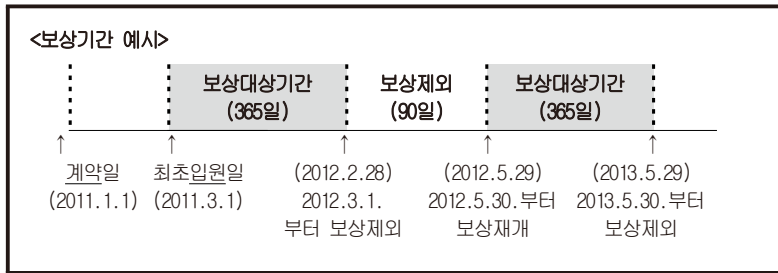 <보상기간 예시>
보상대상기간 보상제외 보상대상기간
(365일) (90일) (365일)
↑ ↑ ↑ ↑ ↑
계약일 최초입원일 (2012.2.28) (2012.5.29) (2013.5.29)
(2011.1.1) (2011.3.1) 2012.3.1. 2012.5.30.부터 2013.5.30.부터
부터 보상제외 보상재개 보상제외